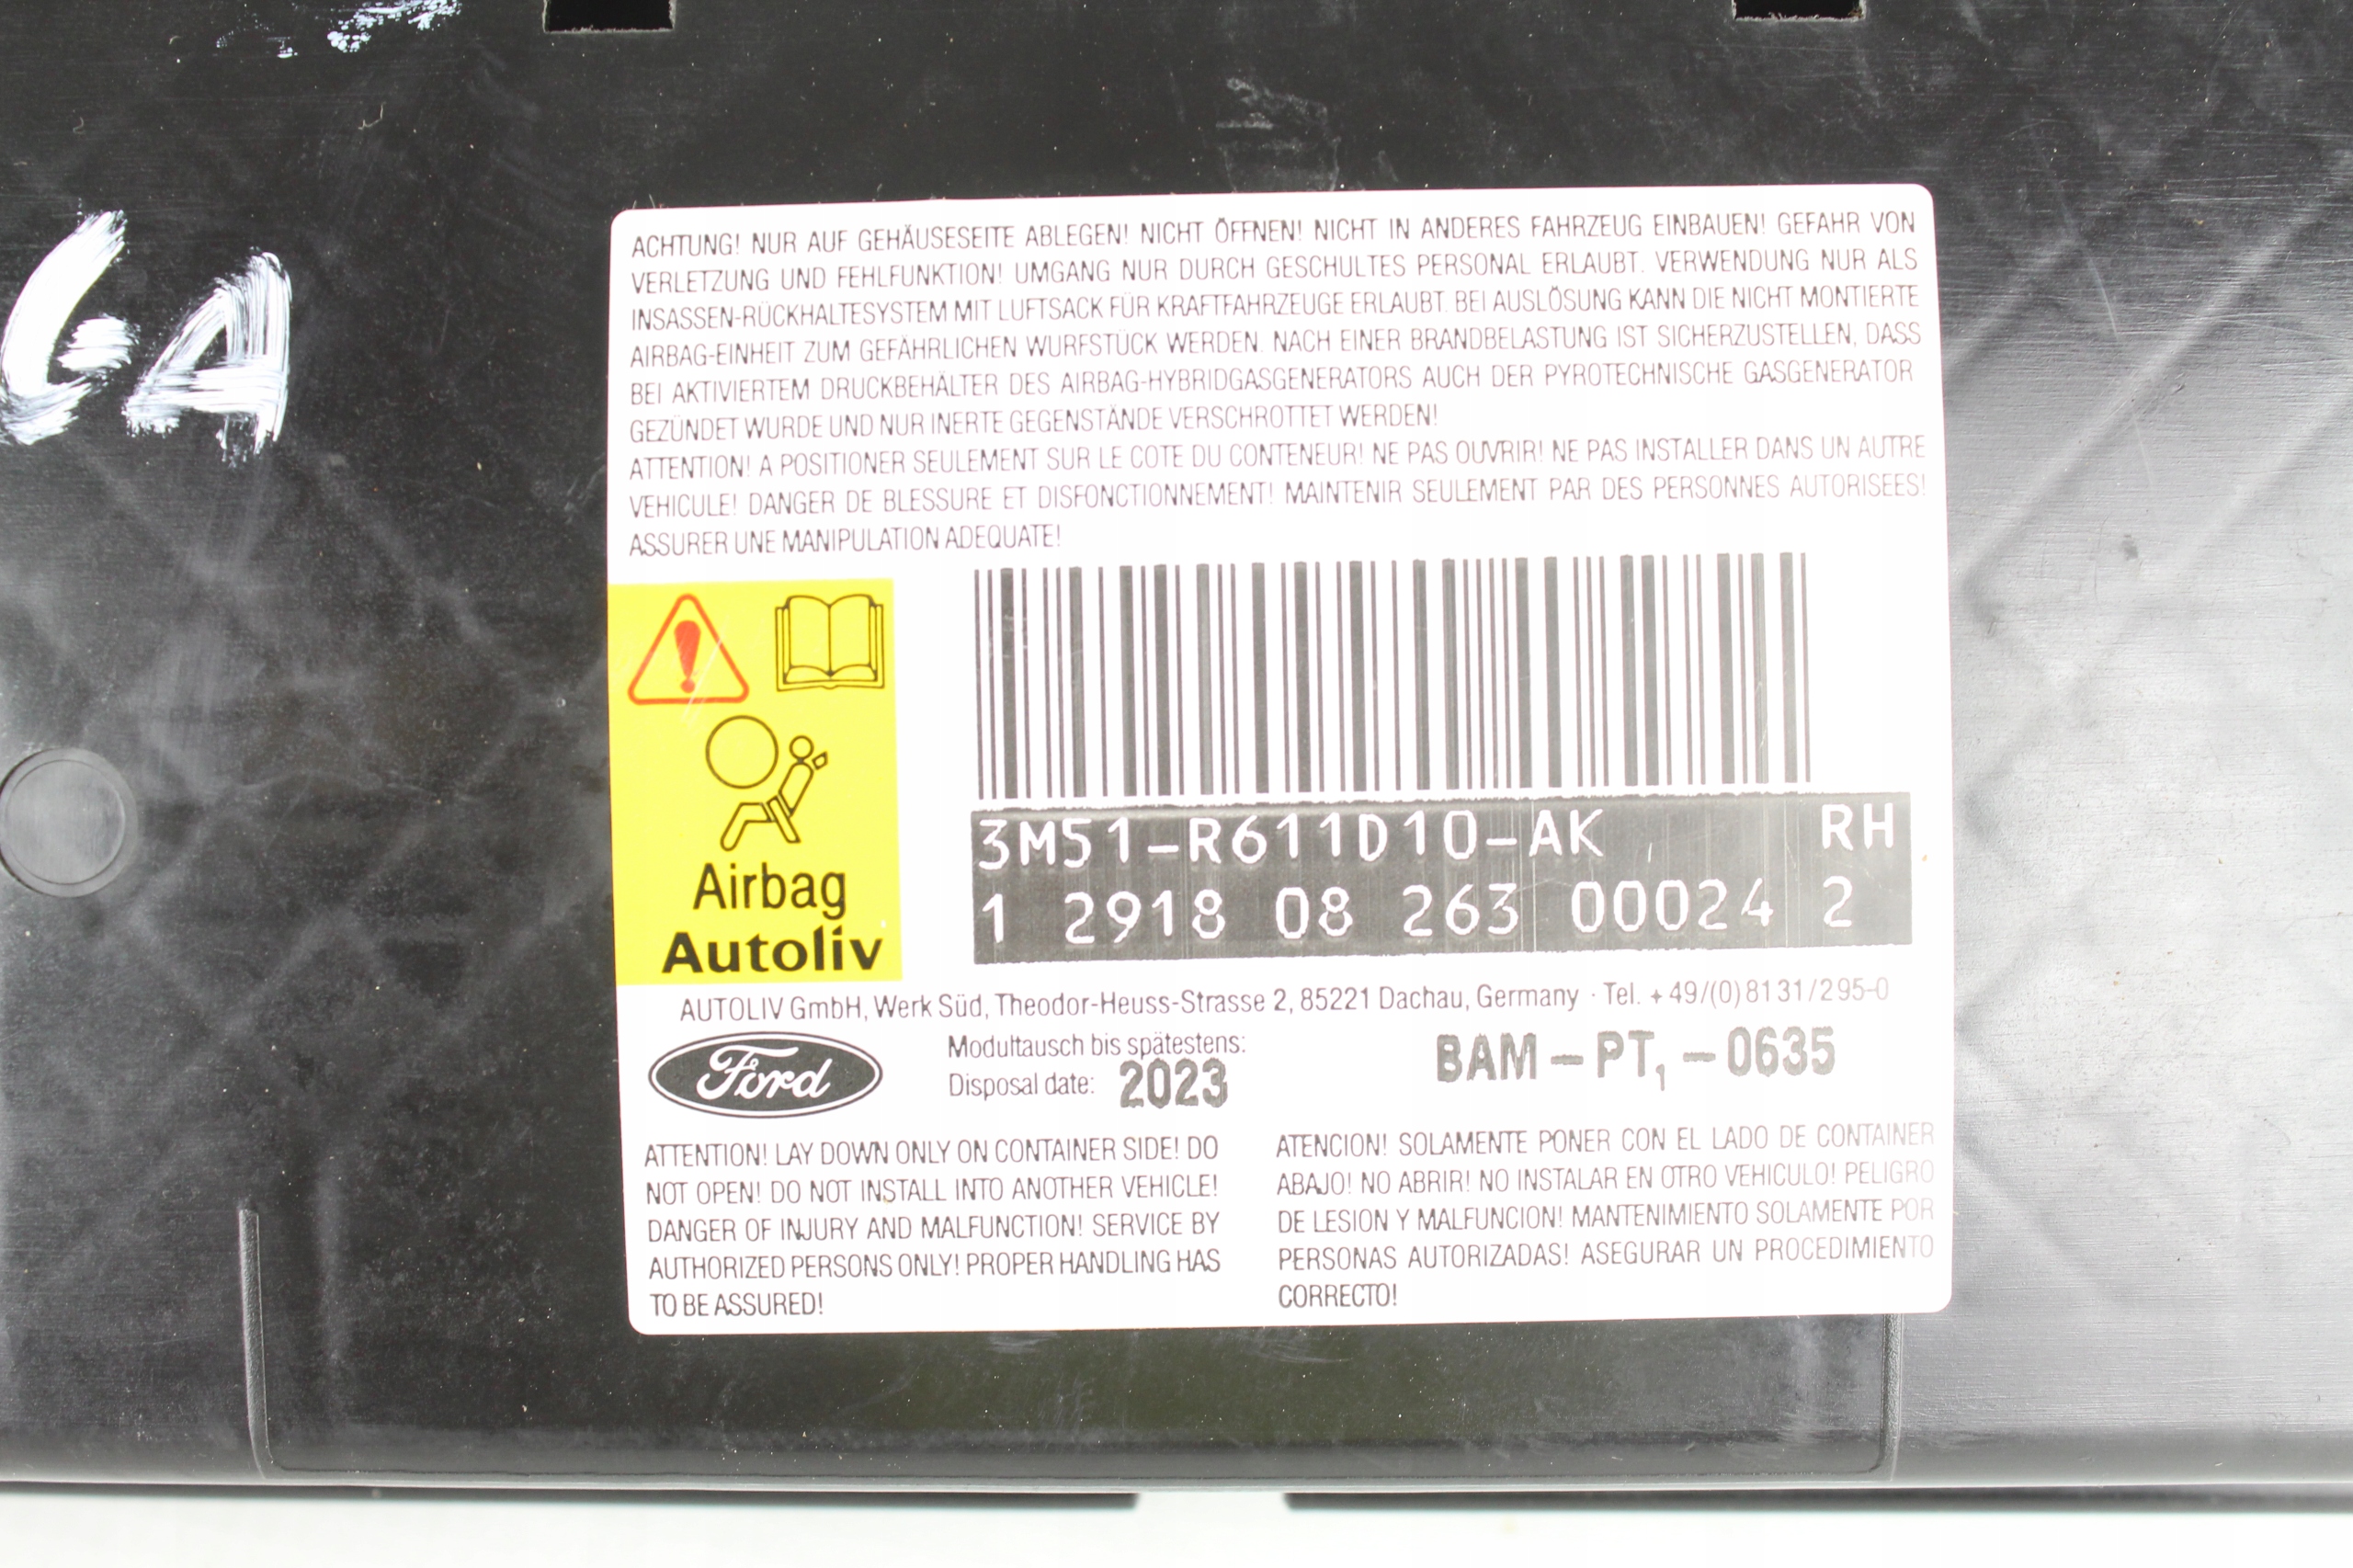 GA
ACHTUNG! NUR AUF GEHÄUSESEITE ABLEGEN! NICHT ÖFFNEN! NICHT IN ANDERES FAHRZEUG EINBAUEN! GEFAHR VON
VERLETZUNG UND FEHLFUNKTION! UMGANG NUR DURCH GESCHULTES PERSONAL ERLAUBT. VERWENDUNG NUR ALS
INSASSEN-RÜCKHALTESYSTEM MIT LUFTSACK FÜR KRAFTFAHRZEUGE ERLAUBT. BEI AUSLÖSUNG KANN DIE NICHT MONTIERTE
AIRBAG-EINHEIT ZUM GEFÄHRLICHEN WURFSTÜCK WERDEN. NACH EINER BRANDBELASTUNG IST SICHERZUSTELLEN, DASS
BEI AKTIVIERTEM DRUCKBEHÄLTER DES AIRBAG-HYBRIDGASGENERATORS AUCH DER PYROTECHNISCHE GASGENERATOR
GEZÜNDET WURDE UND NUR INERTE GEGENSTÄNDE VERSCHROTTET WERDEN!
ATTENTION! A POSITIONER SEULEMENT SUR LE COTE DU CONTENEUR! NE PAS OUVRIR! NE PAS INSTALLER DANS UN AUTRE
VEHICULE! DANGER DE BLESSURE ET DISFONCTIONNEMENT! MAINTENIR SEULEMENT PAR DES PERSONNES AUTORISEES!
ASSURER UNE MANIPULATION ADEQUATE!
Airbag
Autoliv
3M51-R611D10-AK RH
1 2918 08 263 00024 2
AUTOLIV GmbH, Werk Süd, Theodor-Heuss-Strasse 2, 85221 Dachau, Germany · Tel. +49/(0)8131/295-0
Ford
Modultausch bis spätestens:
Disposal date: 2023
BAM-PT1-0635
ATTENTION! LAY DOWN ONLY ON CONTAINER SIDE! DO
NOT OPEN! DO NOT INSTALL INTO ANOTHER VEHICLE!
DANGER OF INJURY AND MALFUNCTION! SERVICE BY
AUTHORIZED PERSONS ONLY! PROPER HANDLING HAS
TO BE ASSURED!
ATENCION! SOLAMENTE PONER CON EL LADO DE CONTAINER
ABAJO! NO ABRIR! NO INSTALAR EN OTRO VEHICULO! PELIGRO
DE LESION Y MALFUNCION! MANTENIMIENTO SOLAMENTE POR
PERSONAS AUTORIZADAS! ASEGURAR UN PROCEDIMIENTO
CORRECTO!